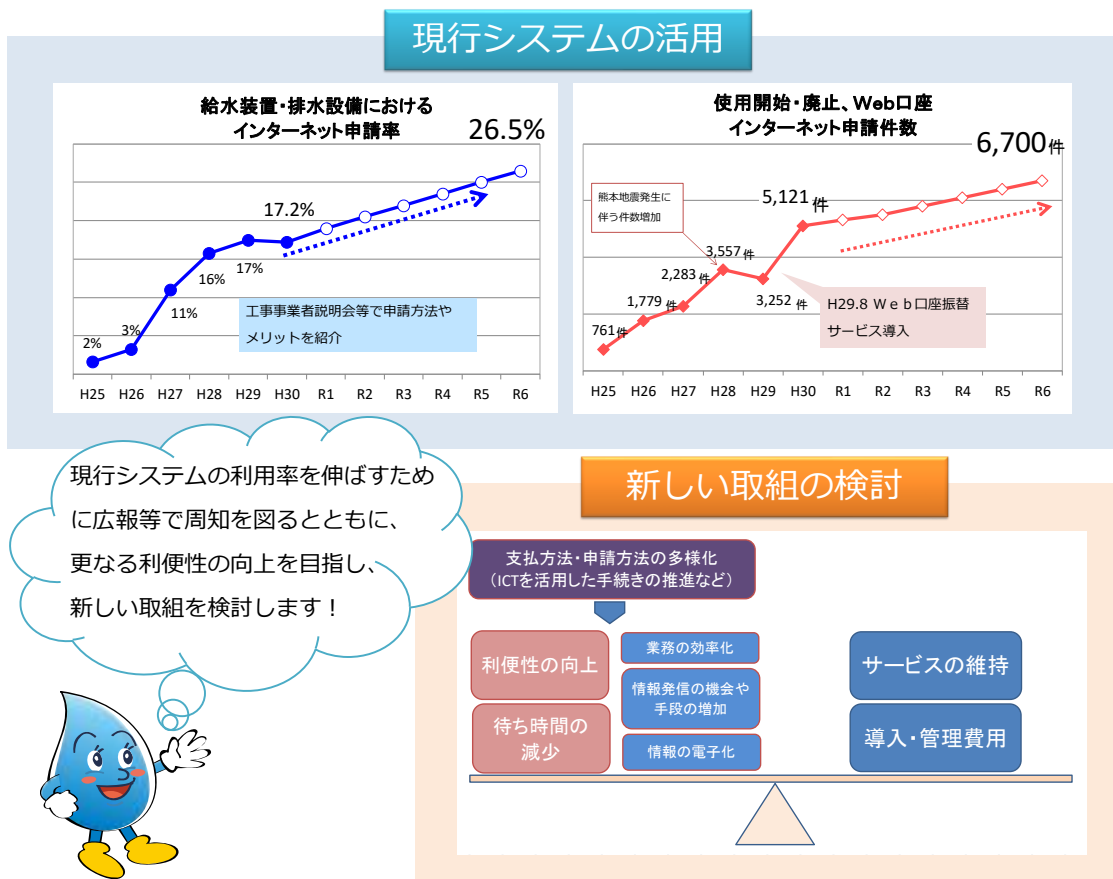 現行システムの活用
給水装置・排水設備における
インターネット申請率
26.5%
17.2%
17%
16%
11%
3%
2%
工事事業者説明会等で申請方法や
メリットを紹介
H25 H26 H27 H28 H29 H30 R1 R2 R3 R4 R5 R6
使用開始・廃止、Web口座
インターネット申請件数
6,700件
熊本地震発生に
伴う件数増加
5,121件
3,557件
2,283件
1,779件
761件
3,252件
H29.8 Ｗｅｂ口座振替
サービス導入
H25 H26 H27 H28 H29 H30 R1 R2 R3 R4 R5 R6
現行システムの利用率を伸ばすため
に広報等で周知を図るとともに、
更なる利便性の向上を目指し、
新しい取組を検討します！
新しい取組の検討
支払方法・申請方法の多様化
（ICTを活用した手続きの推進など）
利便性の向上
待ち時間の
減少
業務の効率化
情報発信の機会や
手段の増加
情報の電子化
サービスの維持
導入・管理費用